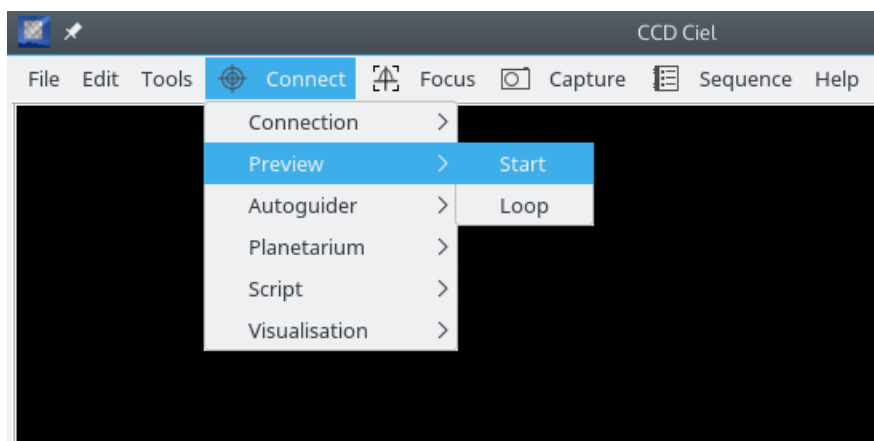 CCD Ciel
File Edit Tools Connect Focus Capture Sequence Help
Connection
Preview Start
Autoguider Loop
Planetarium
Script
Visualisation